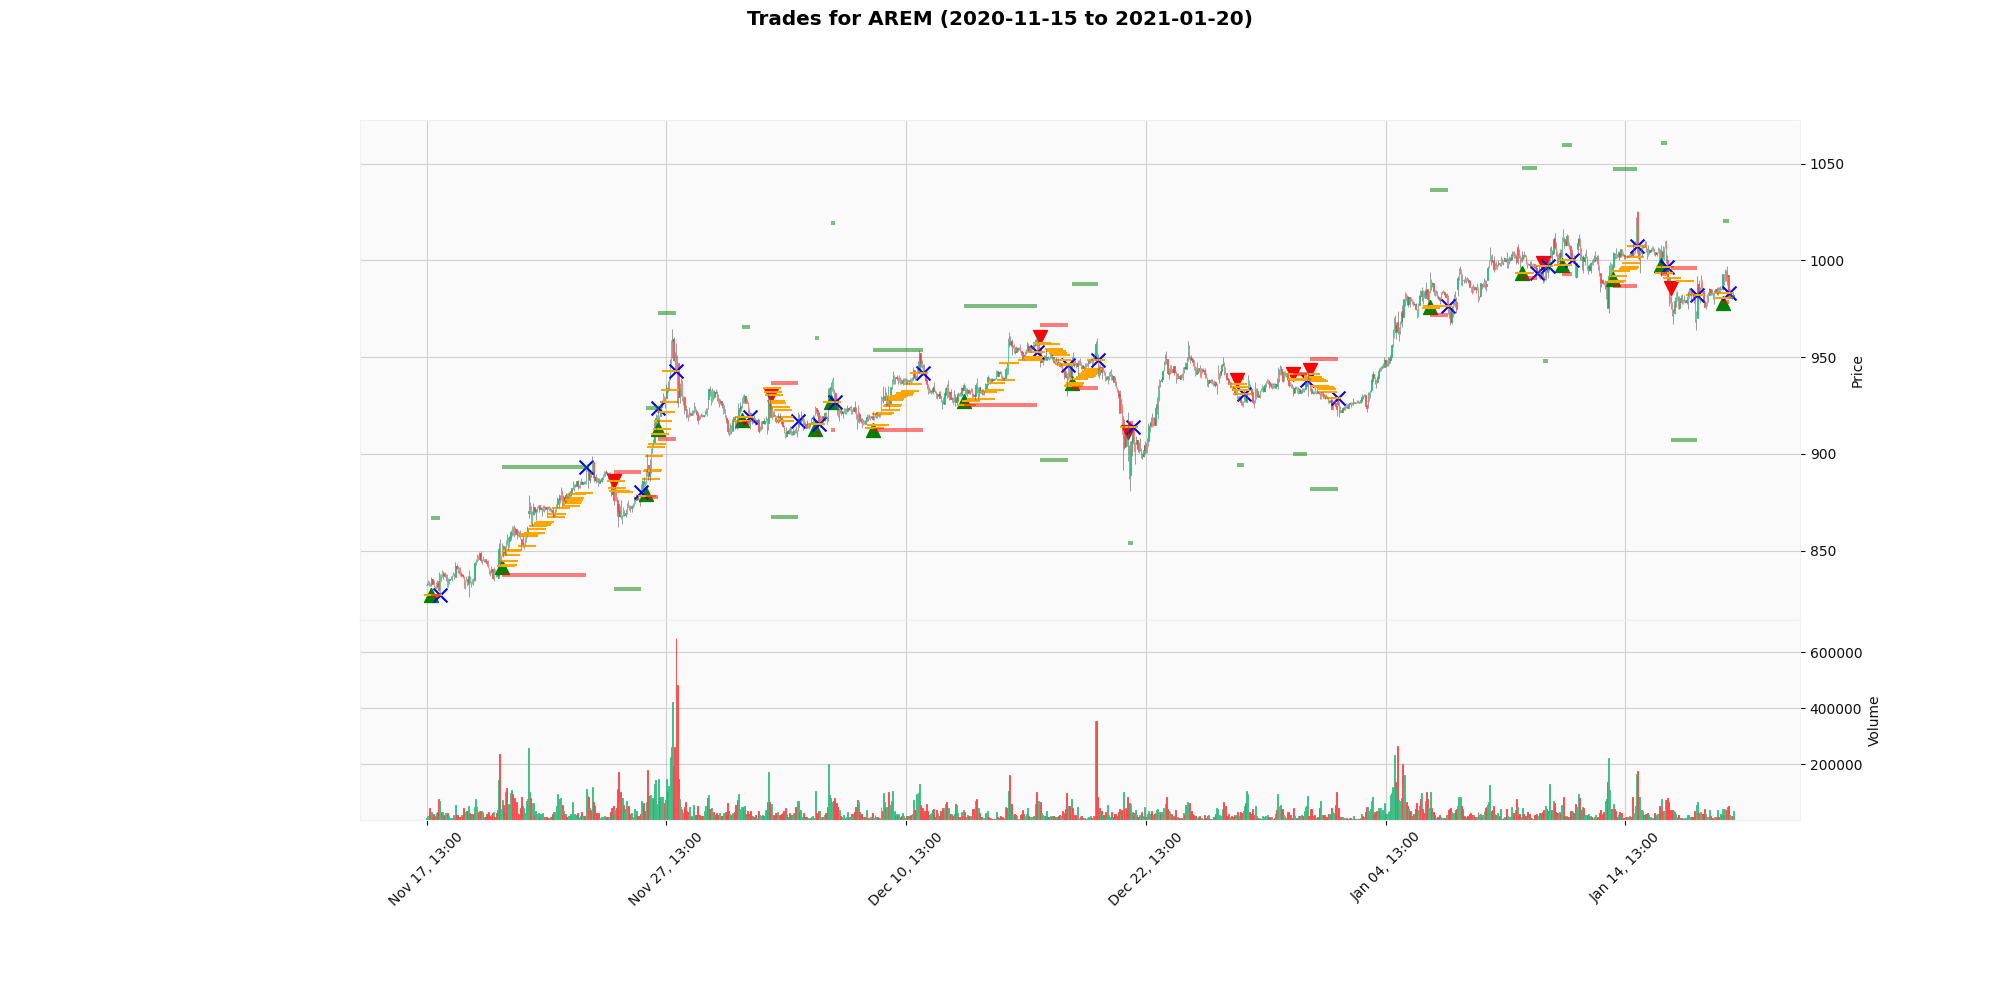 Trades for AREM (2020-11-15 to 2021-01-20)
1050
1000
950
900
850
Price
600000
400000
200000
Volume
Nov 17, 13:00
Nov 27, 13:00
Dec 10, 13:00
Dec 22, 13:00
Jan 04, 13:00
Jan 14, 13:00